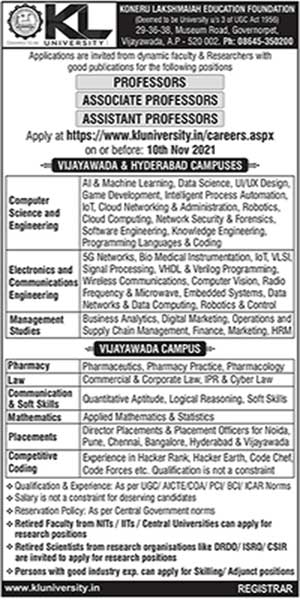 KL
UNIVERSITY
KONERU LAKSHMAIAH EDUCATION FOUNDATION
(Deemed to be University u/s 3 of UGC Act 1956)
29-36-38, Museum Road, Governorpet,
Vijayawada, A.P - 520 002. Ph: 08645-350200
Applications are invited from dynamic faculty & Researchers with
good publications for the following positions
PROFESSORS
ASSOCIATE PROFESSORS
ASSISTANT PROFESSORS
Apply at https://www.kluniversity.in/careers.aspx
on or before: 10th Nov 2021
VIJAYAWADA & HYDERABAD CAMPUSES
Computer
Science and
Engineering
AI & Machine Learning, Data Science, UI/UX Design,
Game Development, Intelligent Process Automation,
IoT, Cloud Networking & Administration, Robotics,
Cloud Computing, Network Security & Forensics,
Software Engineering, Knowledge Engineering,
Programming Languages & Coding
Electronics and
Communications
Engineering
5G Networks, Bio Medical Instrumentation, IoT, VLSI,
Signal Processing, VHDL & Verilog Programming,
Wireless Communications, Computer Vision, Radio
Frequency & Microwave, Embedded Systems, Data
Networks & Data Computing, Robotics & Control
Management
Studies
Business Analytics, Digital Marketing, Operations and
Supply Chain Management, Finance, Marketing, HRM
VIJAYAWADA CAMPUS
Pharmacy
Pharmaceutics, Pharmacy Practice, Pharmacology
Law
Commercial & Corporate Law, IPR & Cyber Law
Communication
& Soft Skills
Quantitative Aptitude, Logical Reasoning, Soft Skills
Mathematics
Applied Mathematics & Statistics
Placements
Director Placements & Placement Officers for Noida,
Pune, Chennai, Bangalore, Hyderabad & Vijayawada
Competitive
Coding
Experience in Hacker Rank, Hacker Earth, Code Chef,
Code Forces etc. Qualification is not a constraint
❖ Qualification & Experience: As per UGC/ AICTE/COA/ PCI/ BCI/ ICAR Norms
❖ Salary is not a constraint for deserving candidates
❖ Reservation Policy: As per Central Government norms
❖ Retired Faculty from NITs / IITs / Central Universities can apply for
research positions
❖ Retired Scientists from research organisations like DRDO/ ISRO/ CSIR
are invited to apply for research positions
❖ Persons with good industry exp. can apply for Skilling/ Adjunct positions
www.kluniversity.in
REGISTRAR